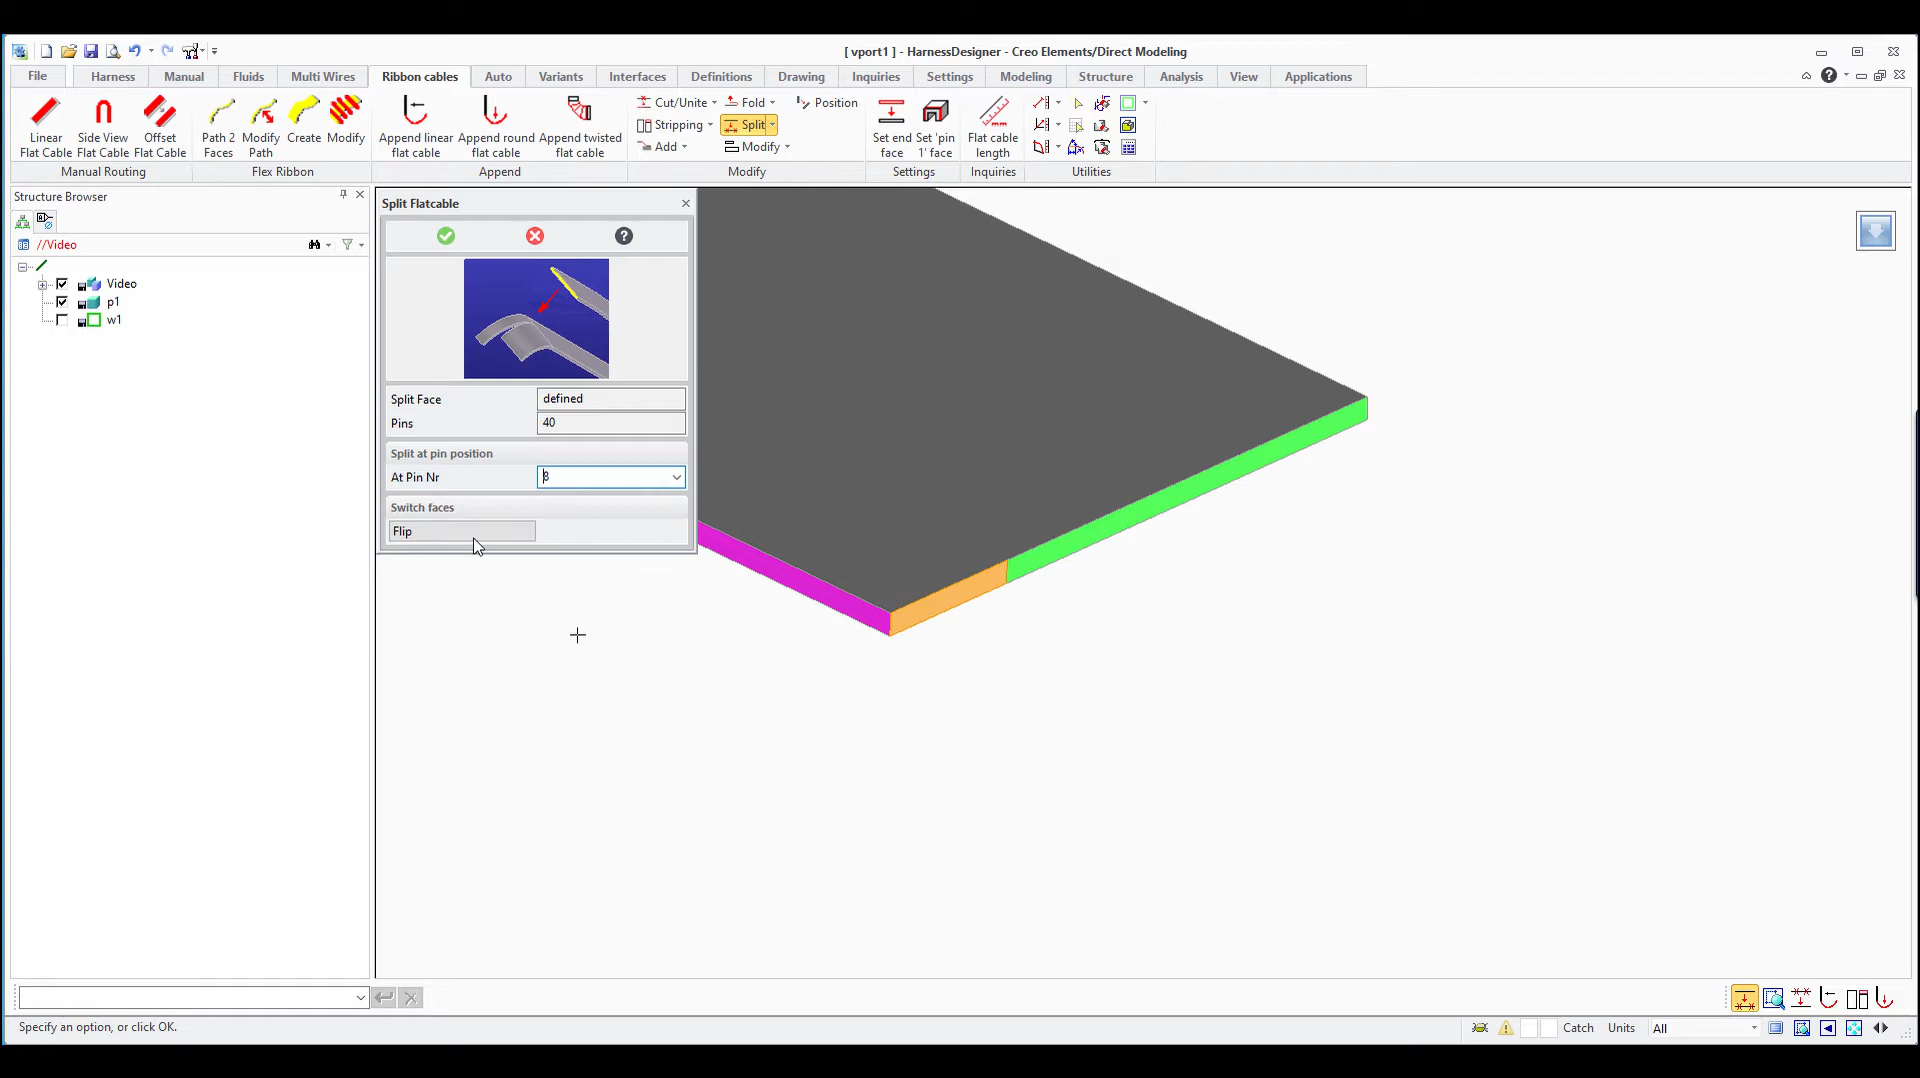 [ vport1 ] - HarnessDesigner - Creo Elements/Direct Modeling
File Harness Manual Fluids Multi Wires Ribbon cables Auto Variants Interfaces Definitions Drawing Inquiries Settings Modeling Structure Analysis View Applications
Linear Flat Cable
Side View Flat Cable
Offset Flat Cable
Path 2 Faces
Modify Path
Create
Modify
Append linear flat cable
Append round flat cable
Append twisted flat cable
Cut/Unite
Fold
Position
Stripping
Split
Add
Modify
Set end face
Set 'pin 1' face
Flat cable length
Manual Routing
Flex Ribbon
Append
Modify
Settings
Inquiries
Utilities
Structure Browser
//Video
Video
p1
w1
Split Flatcable
Split Face defined
Pins 40
Split at pin position
At Pin Nr 8
Switch faces
Flip
Specify an option, or click OK.
Catch Units All